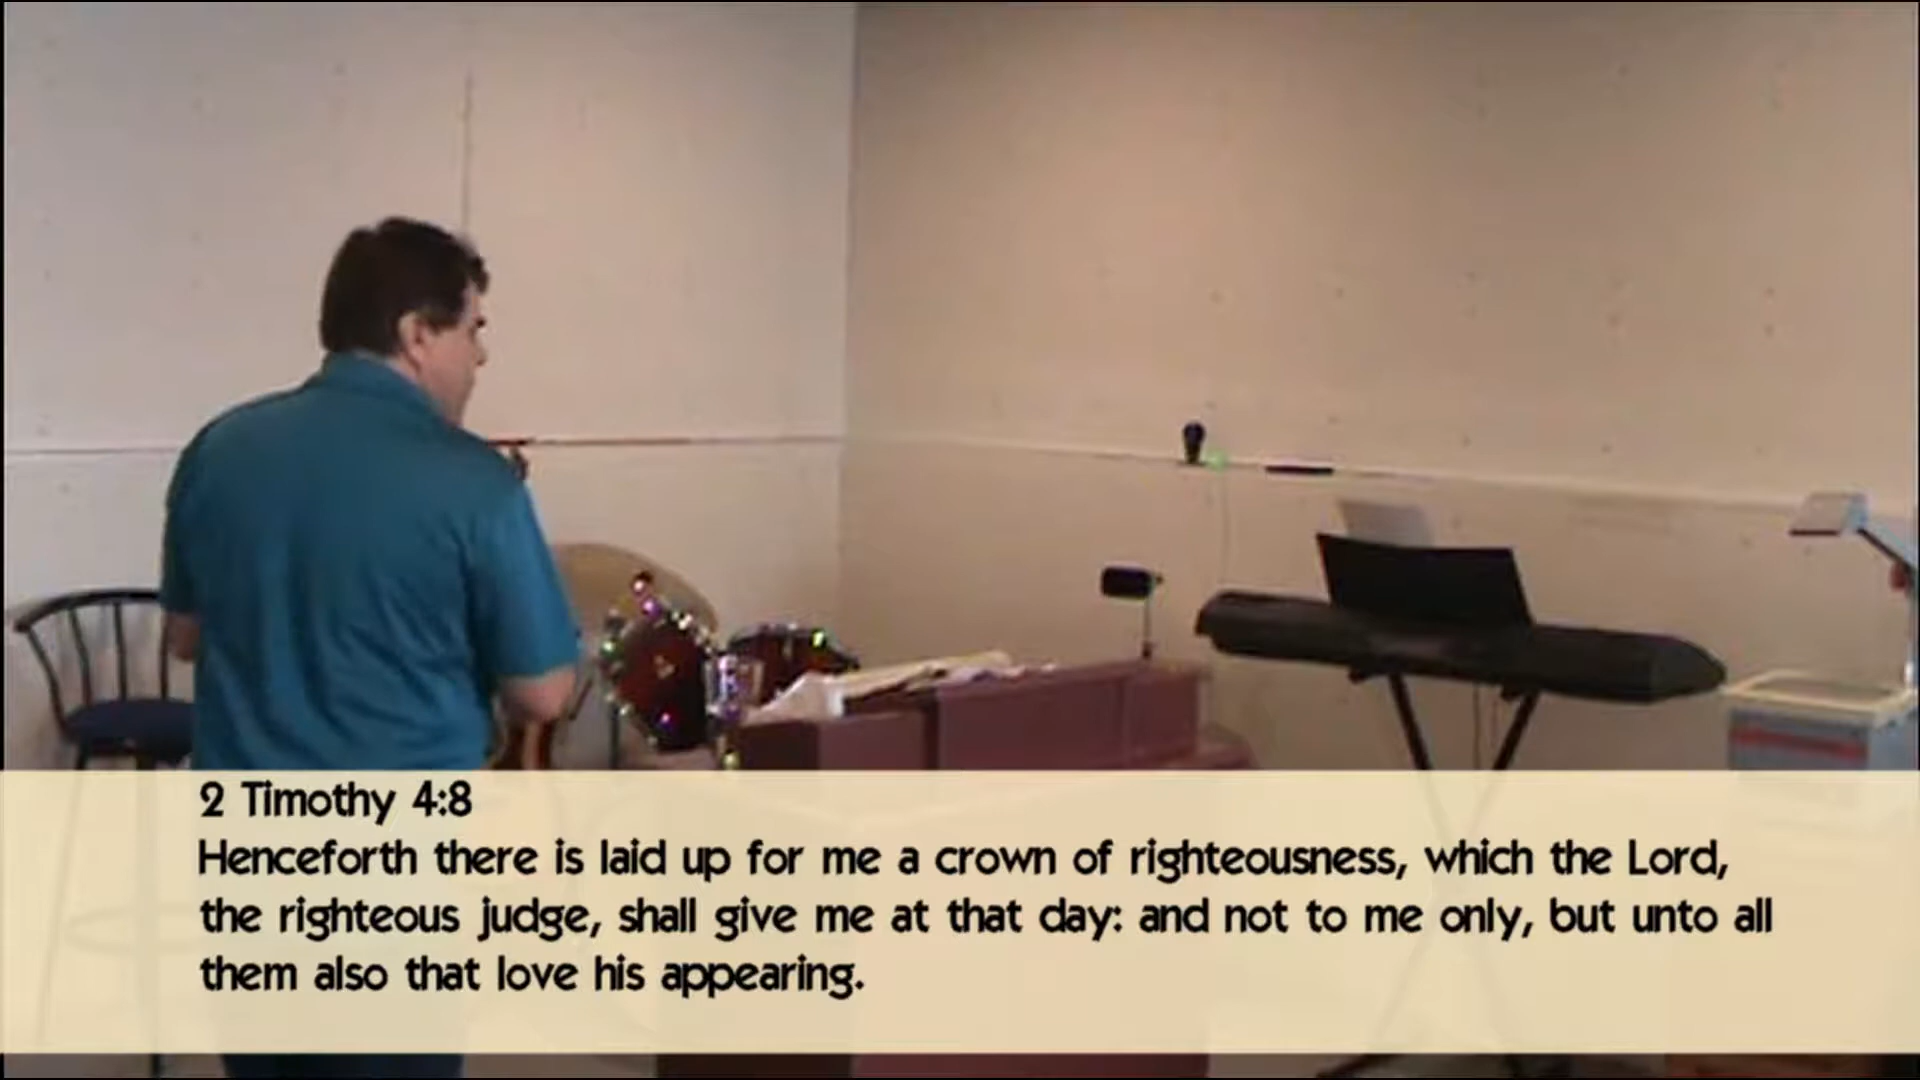 2 Timothy 4:8
Henceforth there is laid up for me a crown of righteousness, which the Lord,
the righteous judge, shall give me at that day: and not to me only, but unto all
them also that love his appearing.